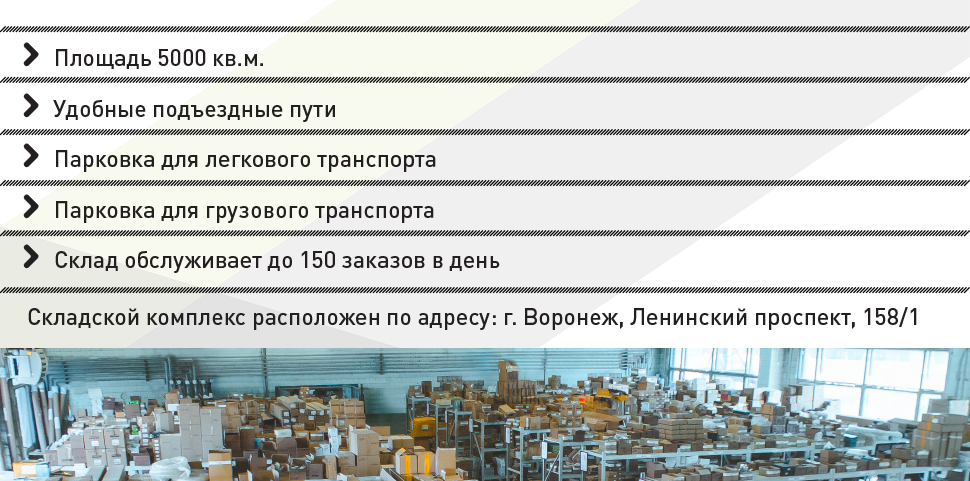 Площадь 5000 кв.м.
Удобные подъездные пути
Парковка для легкового транспорта
Парковка для грузового транспорта
Склад обслуживает до 150 заказов в день
Складской комплекс расположен по адресу: г. Воронеж, Ленинский проспект, 158/1